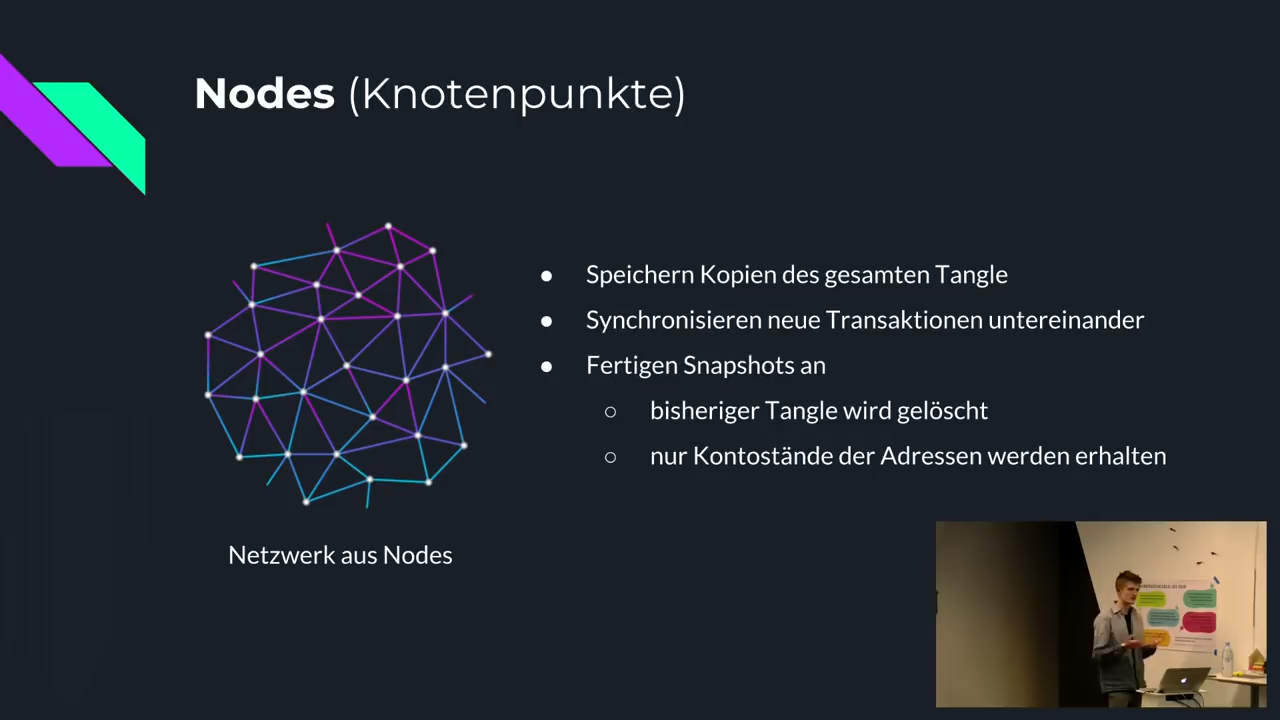 Nodes (Knotenpunkte)
● Speichern Kopien des gesamten Tangle
● Synchronisieren neue Transaktionen untereinander
● Fertigen Snapshots an
○ bisheriger Tangle wird gelöscht
○ nur Kontostände der Adressen werden erhalten
Netzwerk aus Nodes